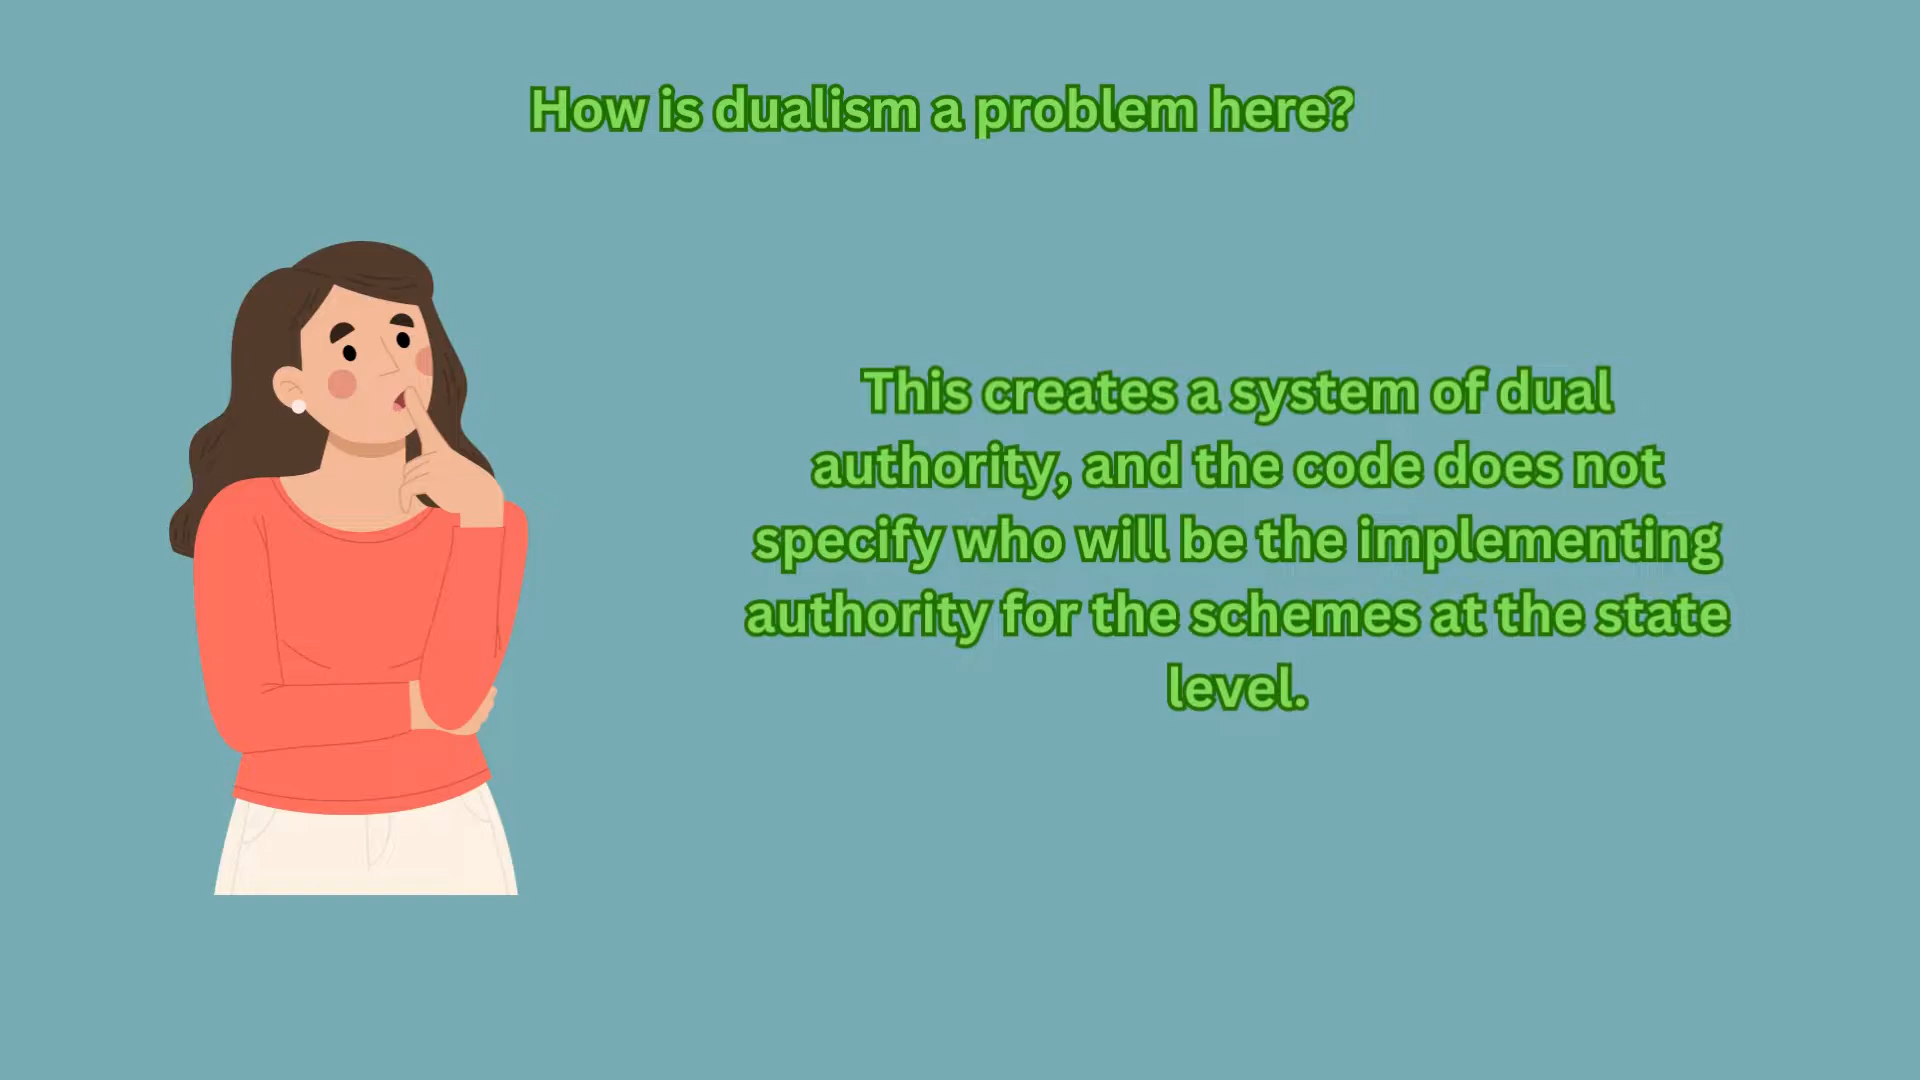 How is dualism a problem here?
This creates a system of dual
authority, and the code does not
specify who will be the implementing
authority for the schemes at the state
level.